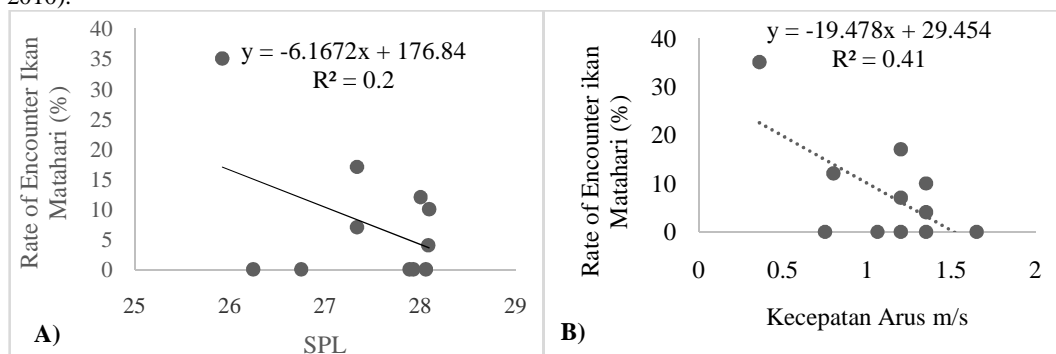 2010).
y = -6.1672x + 176.84
R² = 0.2
Rate of Encounter Ikan
Matahari (%)
40
35
30
25
20
15
10
5
0
25 26 27 28 29
SPL
A)
y = -19.478x + 29.454
R² = 0.41
Rate of Encounter ikan
Matahari (%)
40
30
20
10
0
0 0.5 1 1.5 2
Kecepatan Arus m/s
B)